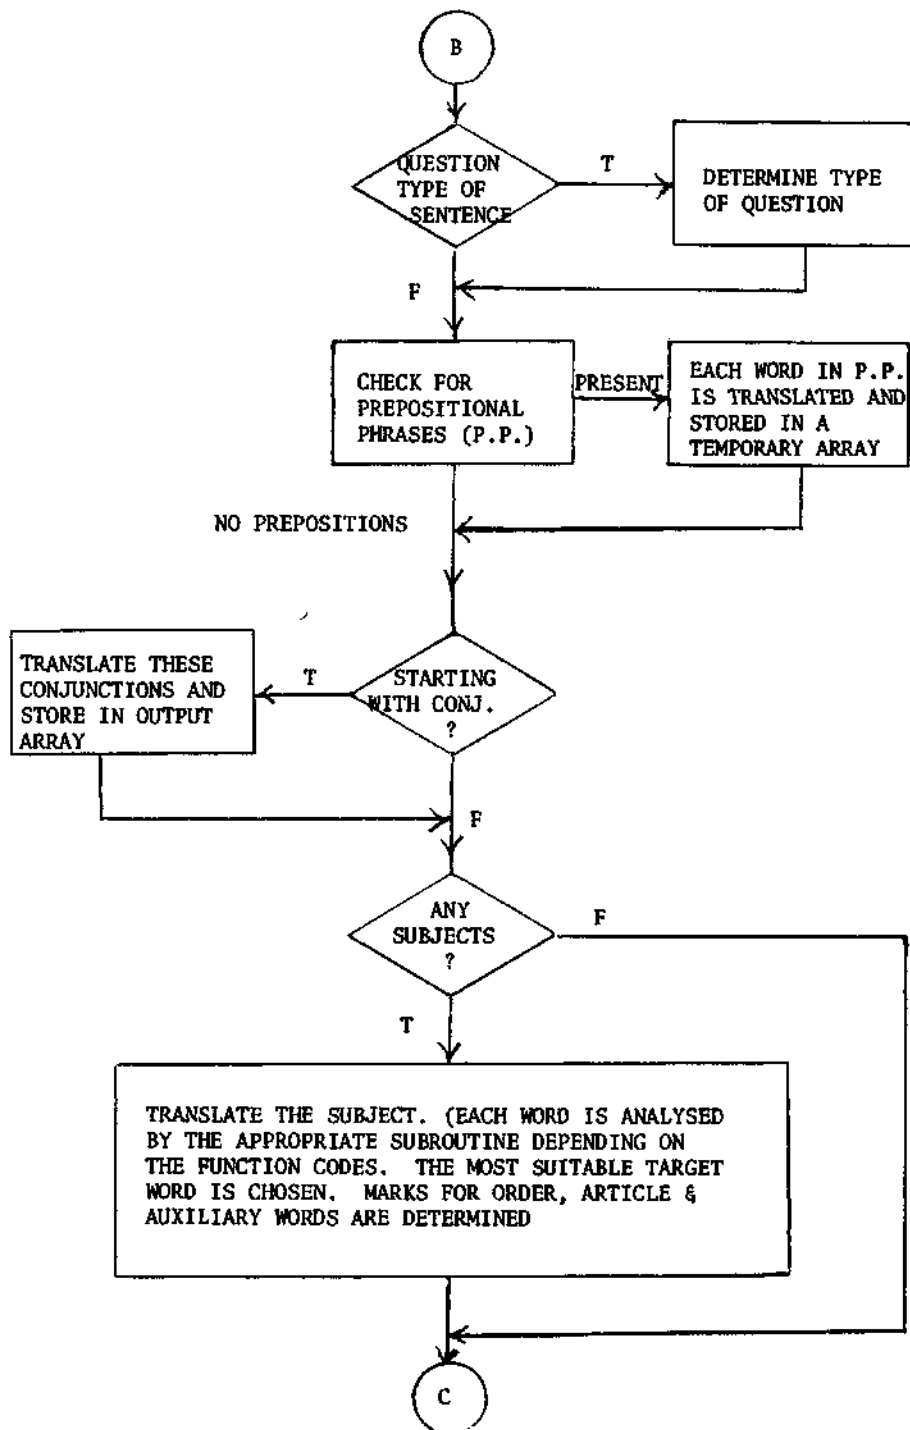 B
QUESTION
TYPE OF
SENTENCE
T
DETERMINE TYPE
OF QUESTION
F
CHECK FOR
PREPOSITIONAL
PHRASES (P.P.)
PRESENT
EACH WORD IN P.P.
IS TRANSLATED AND
STORED IN A
TEMPORARY ARRAY
NO PREPOSITIONS
TRANSLATE THESE
CONJUNCTIONS AND
STORE IN OUTPUT
ARRAY
T
STARTING
WITH CONJ.
?
F
ANY
SUBJECTS
?
F
T
TRANSLATE THE SUBJECT. (EACH WORD IS ANALYSED
BY THE APPROPRIATE SUBROUTINE DEPENDING ON
THE FUNCTION CODES. THE MOST SUITABLE TARGET
WORD IS CHOSEN. MARKS FOR ORDER, ARTICLE &
AUXILIARY WORDS ARE DETERMINED
C